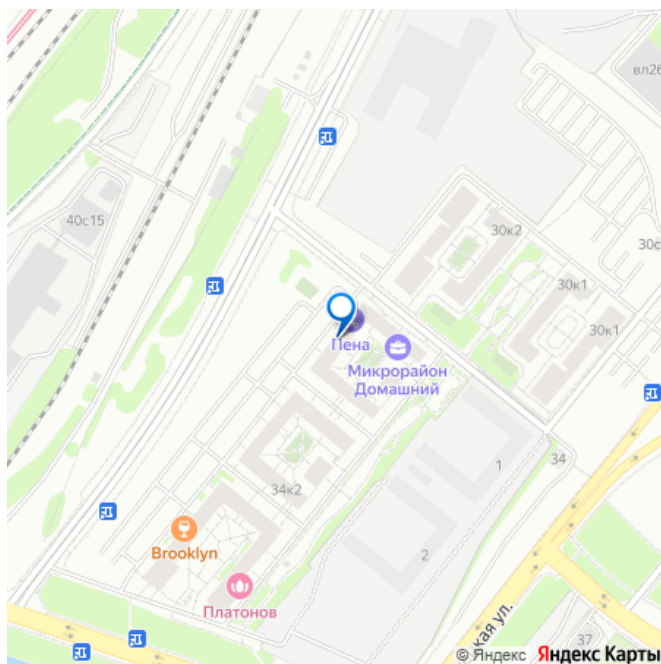 вл26
40с15
30к2
30с
30к1
30к1
Пена
Микрорайон
Домашний
34
1
34к2
Brooklyn
2
Платонов
кая ул.
37
© Яндекс Яндекс Карты